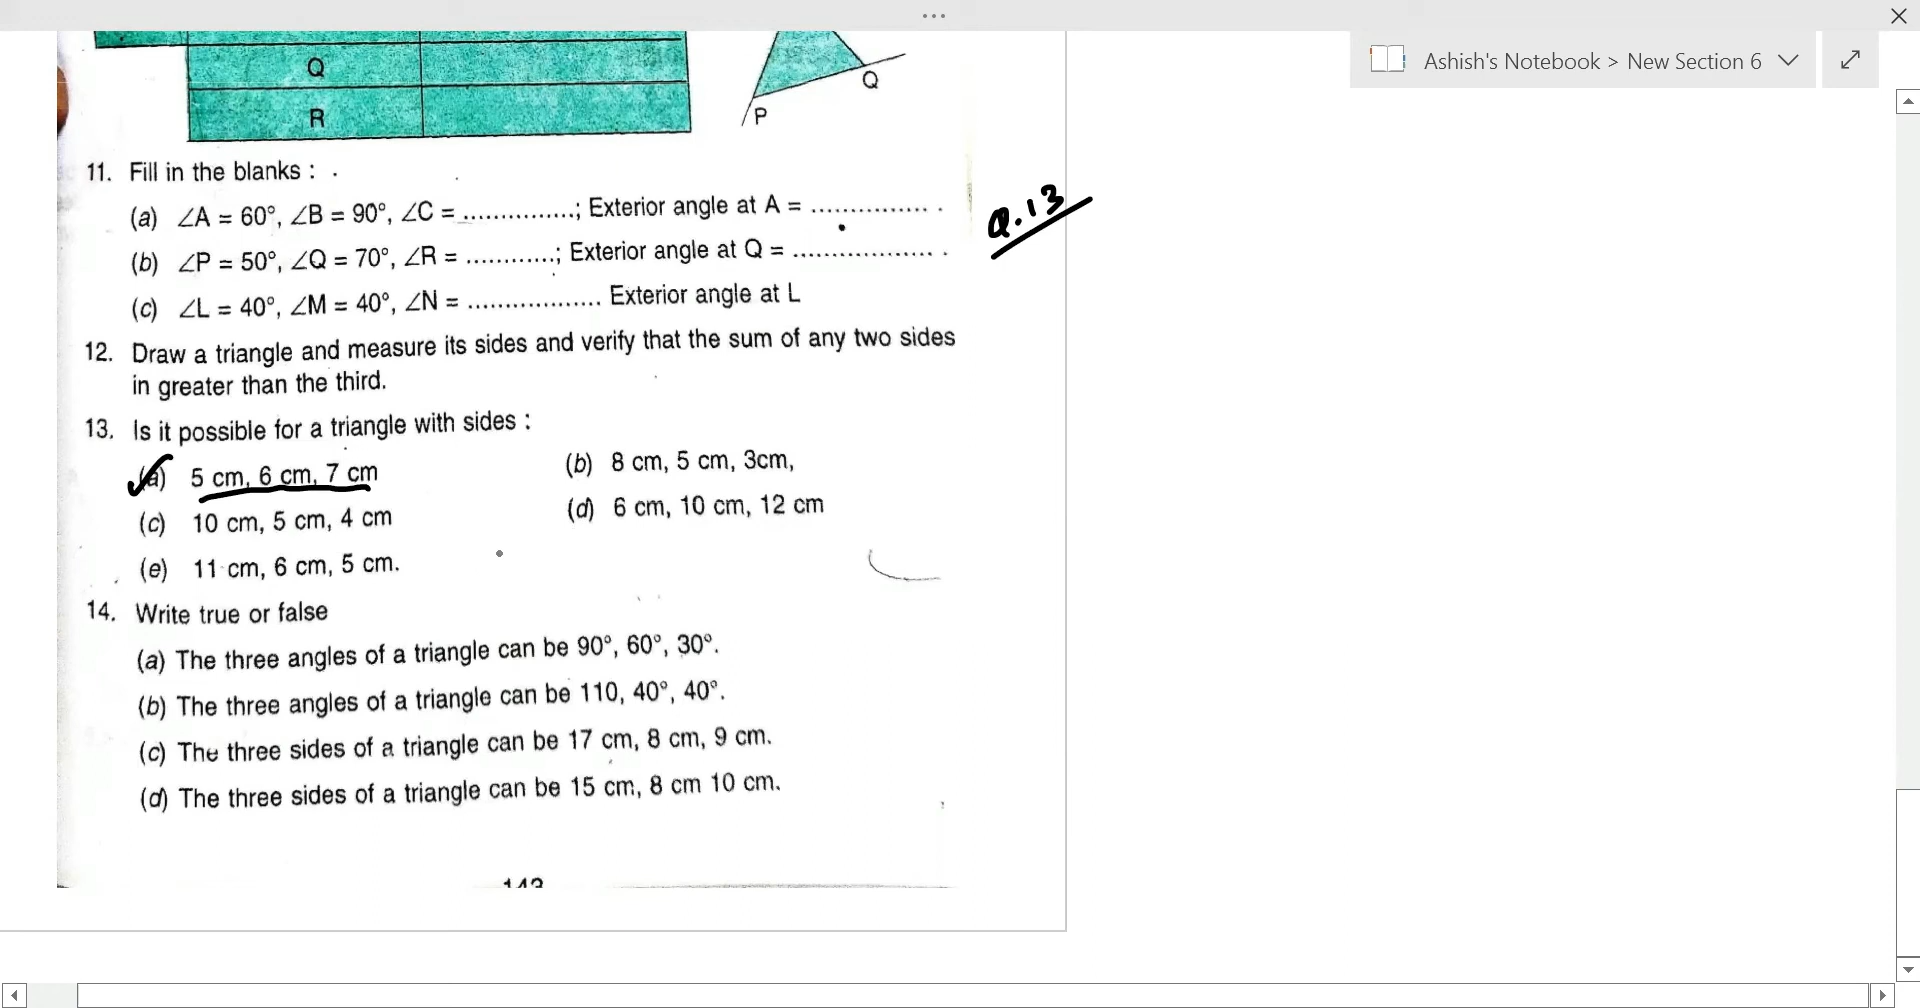 Ashish's Notebook > New Section 6
Q
R
P
Q
11. Fill in the blanks :
(a) ∠A = 60°, ∠B = 90°, ∠C = ...............; Exterior angle at A = ................ .
(b) ∠P = 50°, ∠Q = 70°, ∠R = ............; Exterior angle at Q = ................... .
(c) ∠L = 40°, ∠M = 40°, ∠N = .................. Exterior angle at L
Q.13
12. Draw a triangle and measure its sides and verify that the sum of any two sides
in greater than the third.
13. Is it possible for a triangle with sides :
(a) 5 cm, 6 cm, 7 cm
(b) 8 cm, 5 cm, 3cm,
(c) 10 cm, 5 cm, 4 cm
(d) 6 cm, 10 cm, 12 cm
(e) 11 cm, 6 cm, 5 cm.
14. Write true or false
(a) The three angles of a triangle can be 90°, 60°, 30°.
(b) The three angles of a triangle can be 110, 40°, 40°.
(c) The three sides of a triangle can be 17 cm, 8 cm, 9 cm.
(d) The three sides of a triangle can be 15 cm, 8 cm 10 cm.